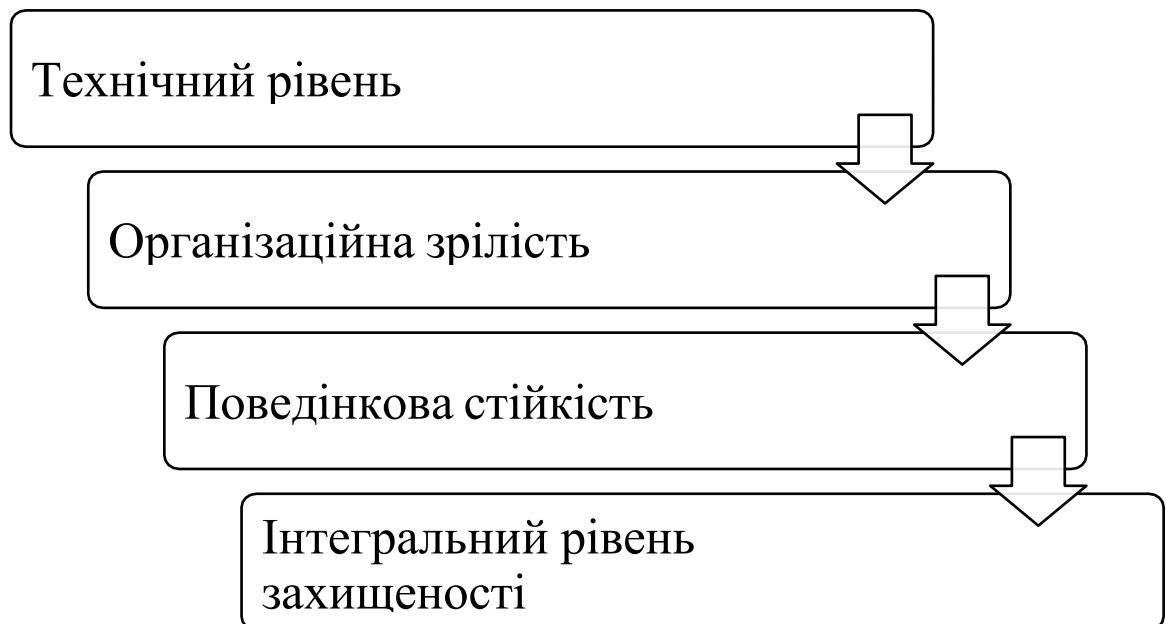 Технічний рівень
Організаційна зрілість
Поведінкова стійкість
Інтегральний рівень
захищеності